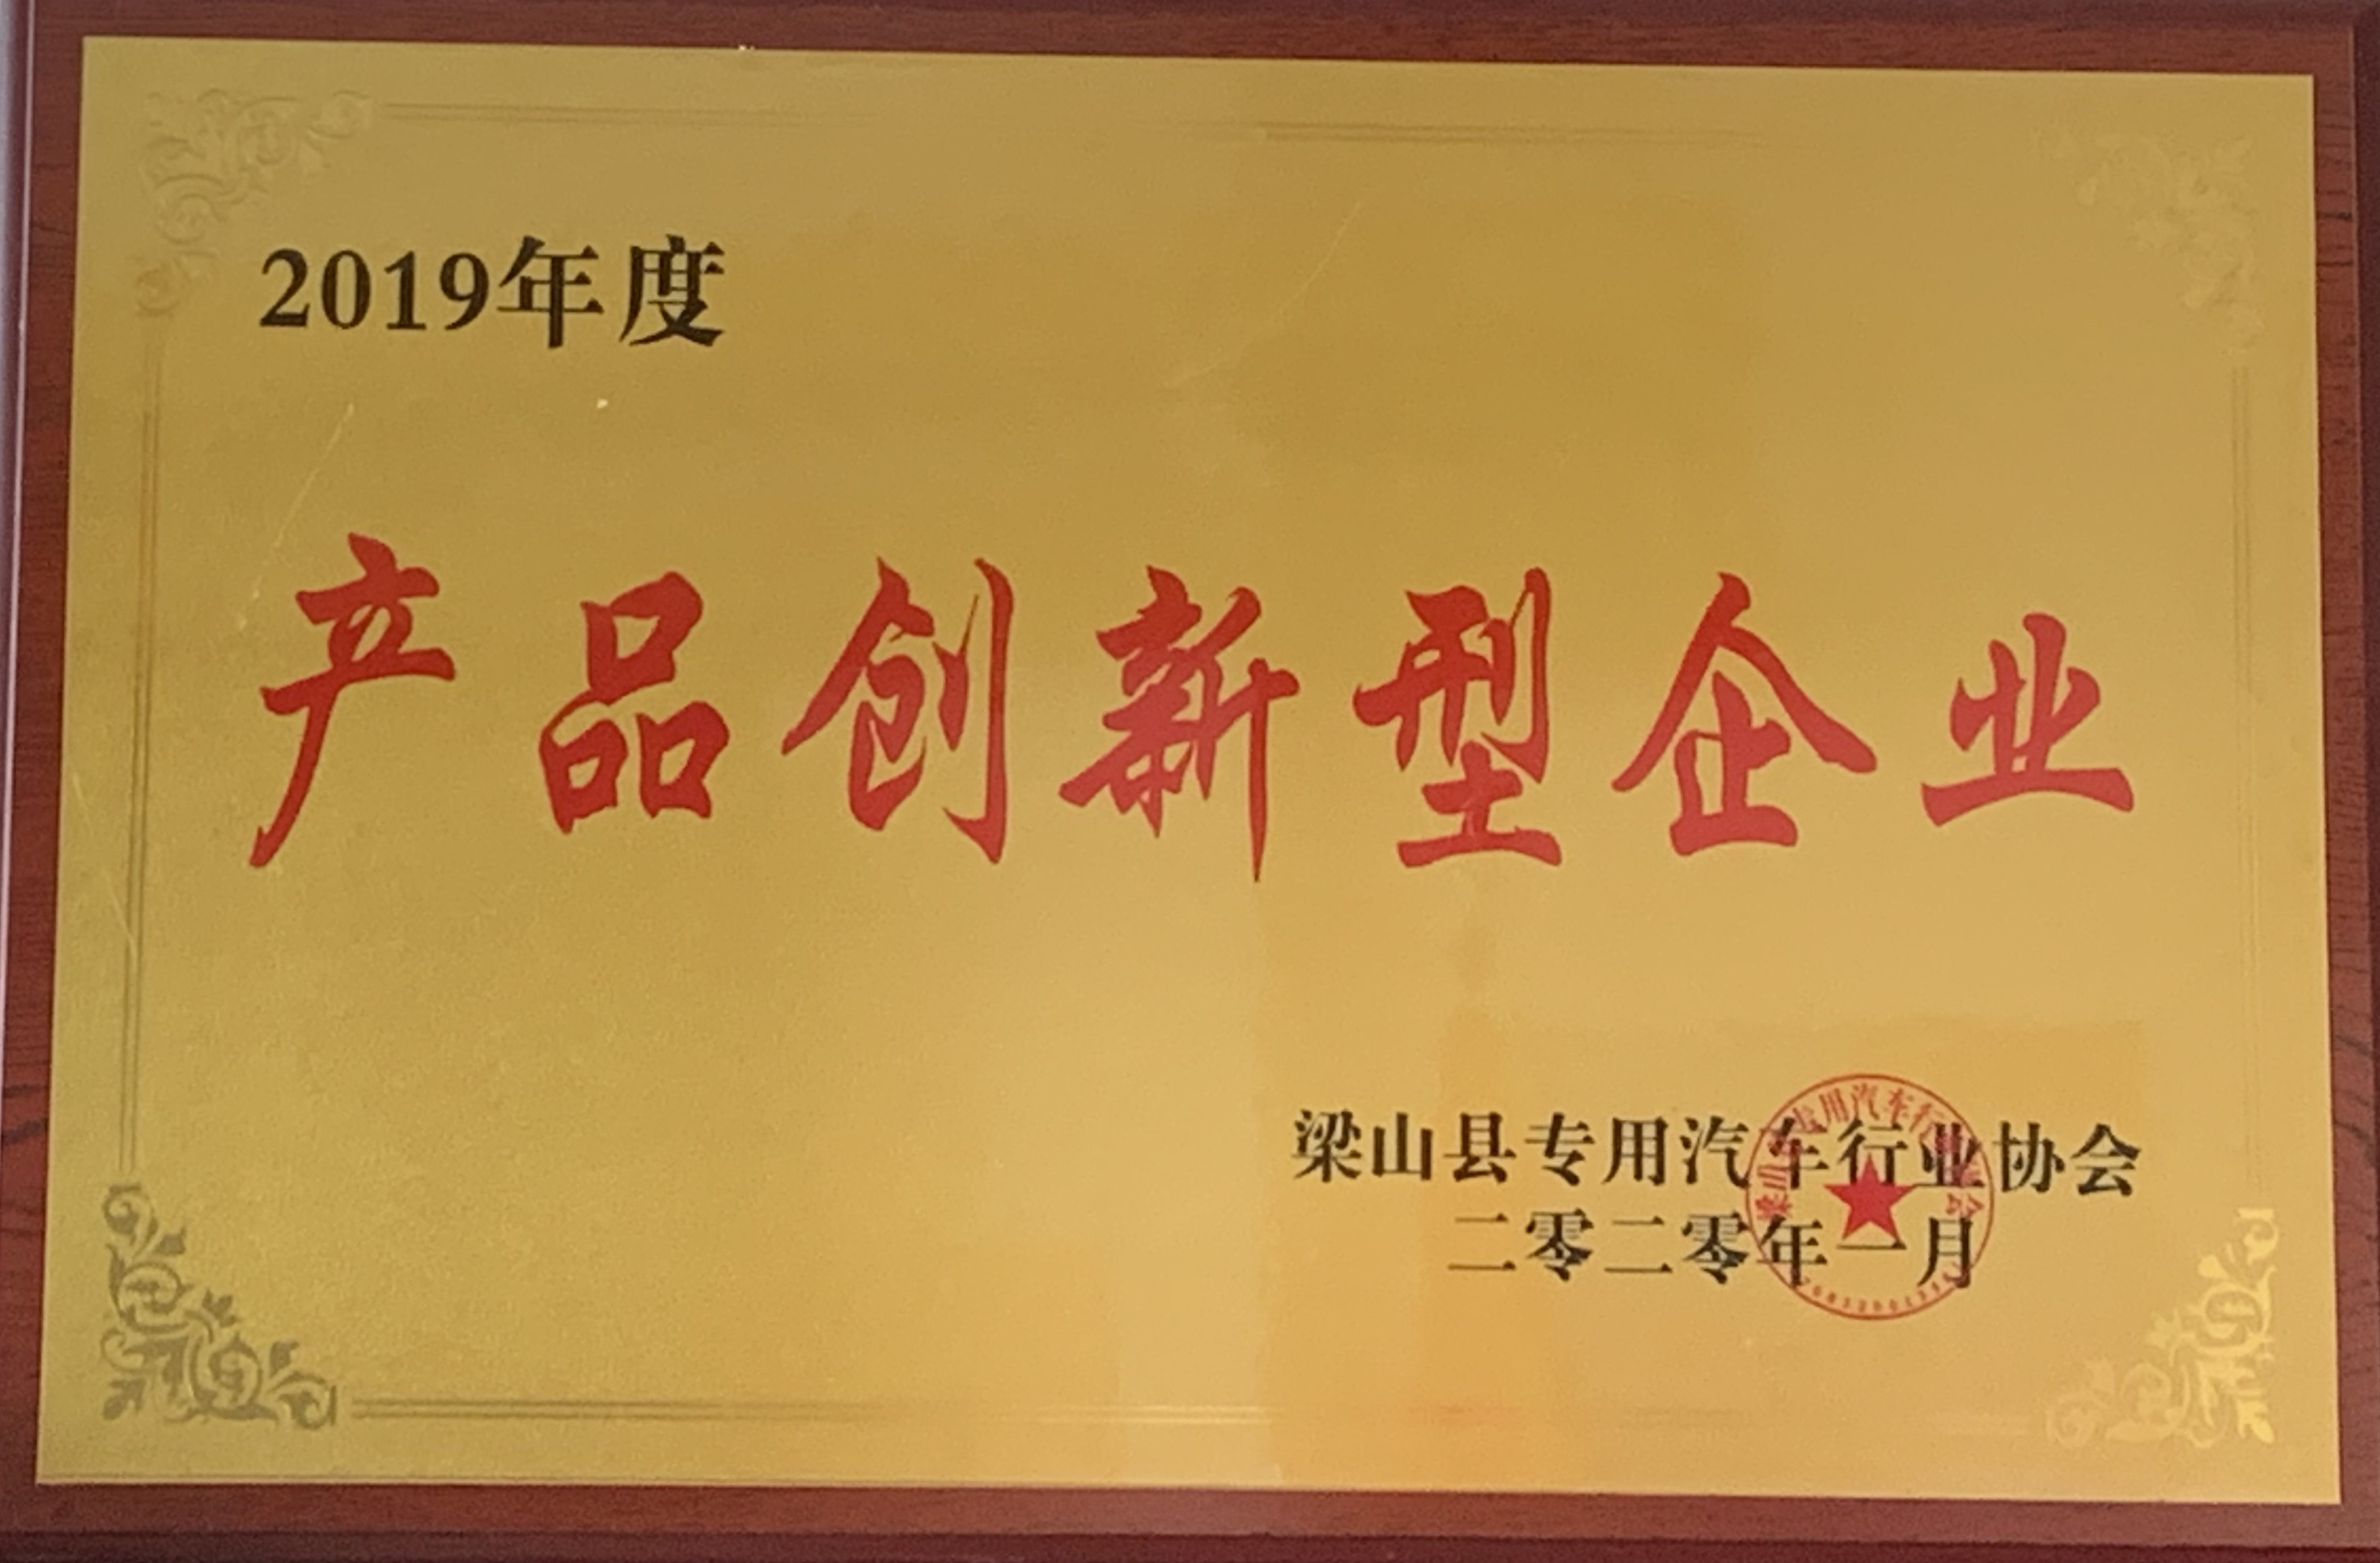 2019年度
产品创新型企业
梁山县专用汽车行业协会
二零二零年一月